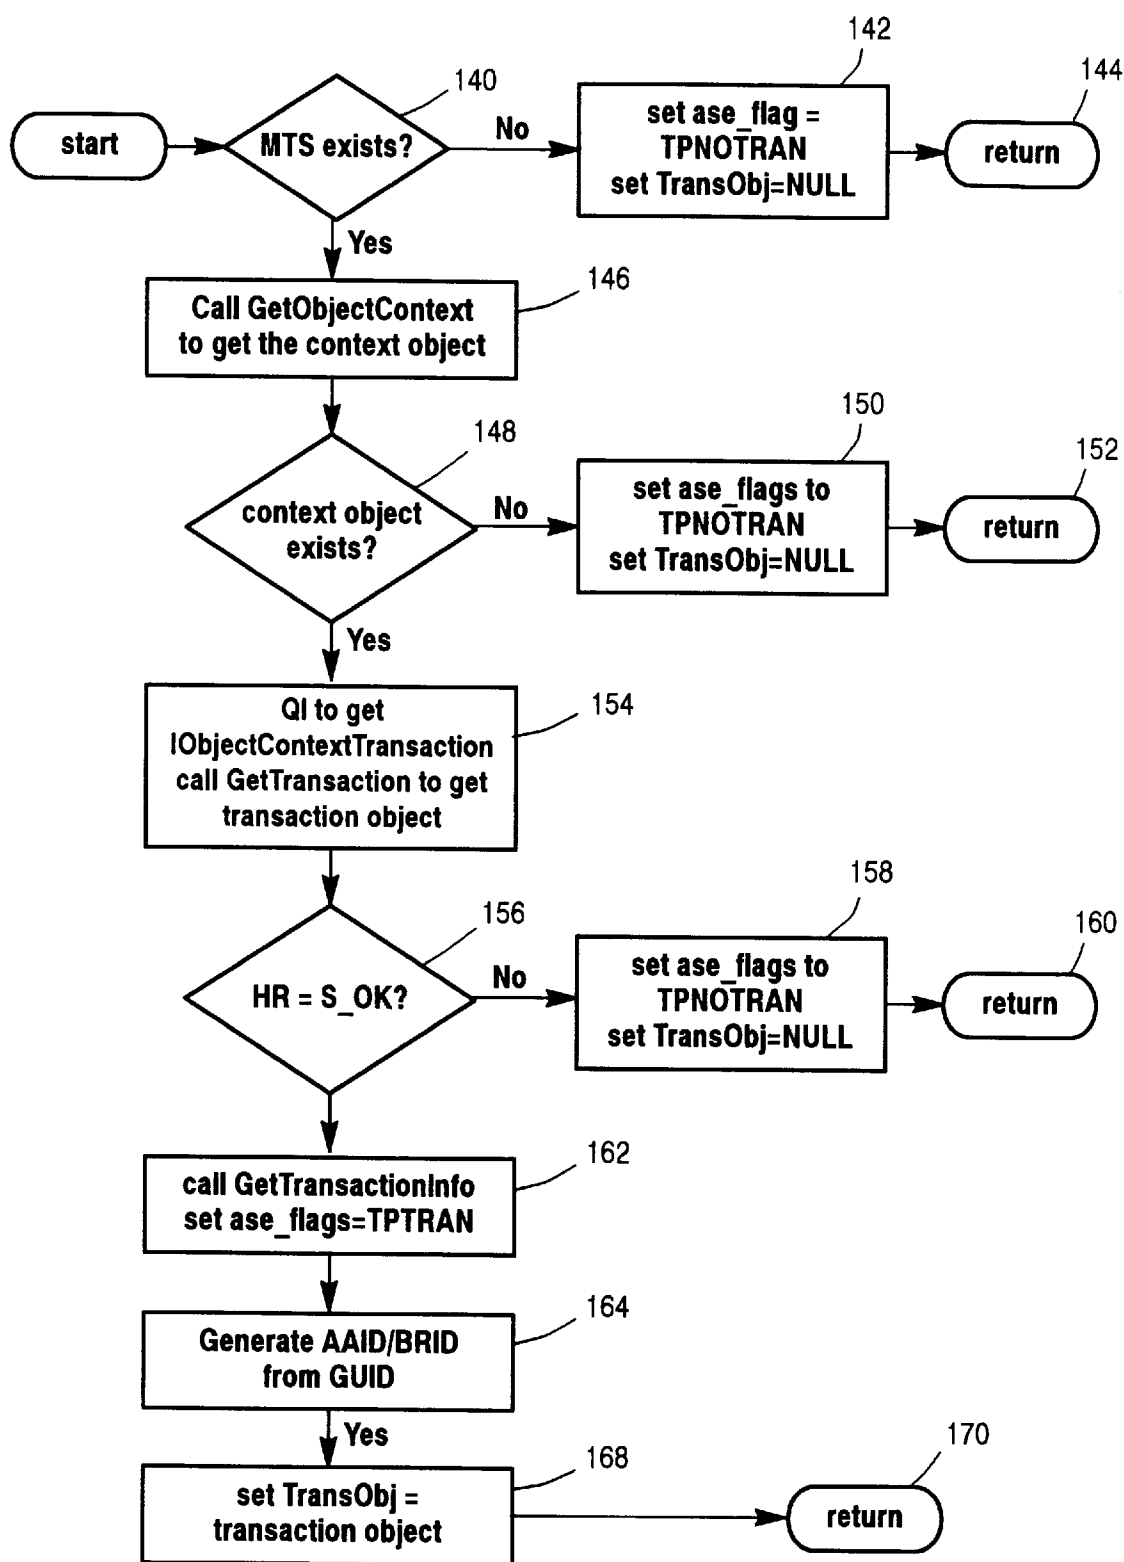 142
144
140
start
MTS exists?
No
set ase_flag =
TPNOTRAN
set TransObj=NULL
return
Yes
146
Call GetObjectContext
to get the context object
150
152
148
context object
exists?
No
set ase_flags to
TPNOTRAN
set TransObj=NULL
return
Yes
154
QI to get
IObjectContextTransaction
call GetTransaction to get
transaction object
158
160
156
HR = S_OK?
No
set ase_flags to
TPNOTRAN
set TransObj=NULL
return
162
call GetTransactionInfo
set ase_flags=TPTRAN
164
Generate AAID/BRID
from GUID
Yes
168
170
set TransObj =
transaction object
return